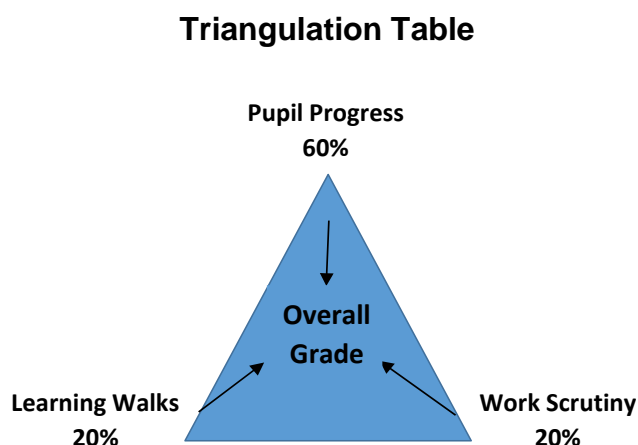 Triangulation Table
Pupil Progress
60%
Overall
Grade
Learning Walks
20%
Work Scrutiny
20%